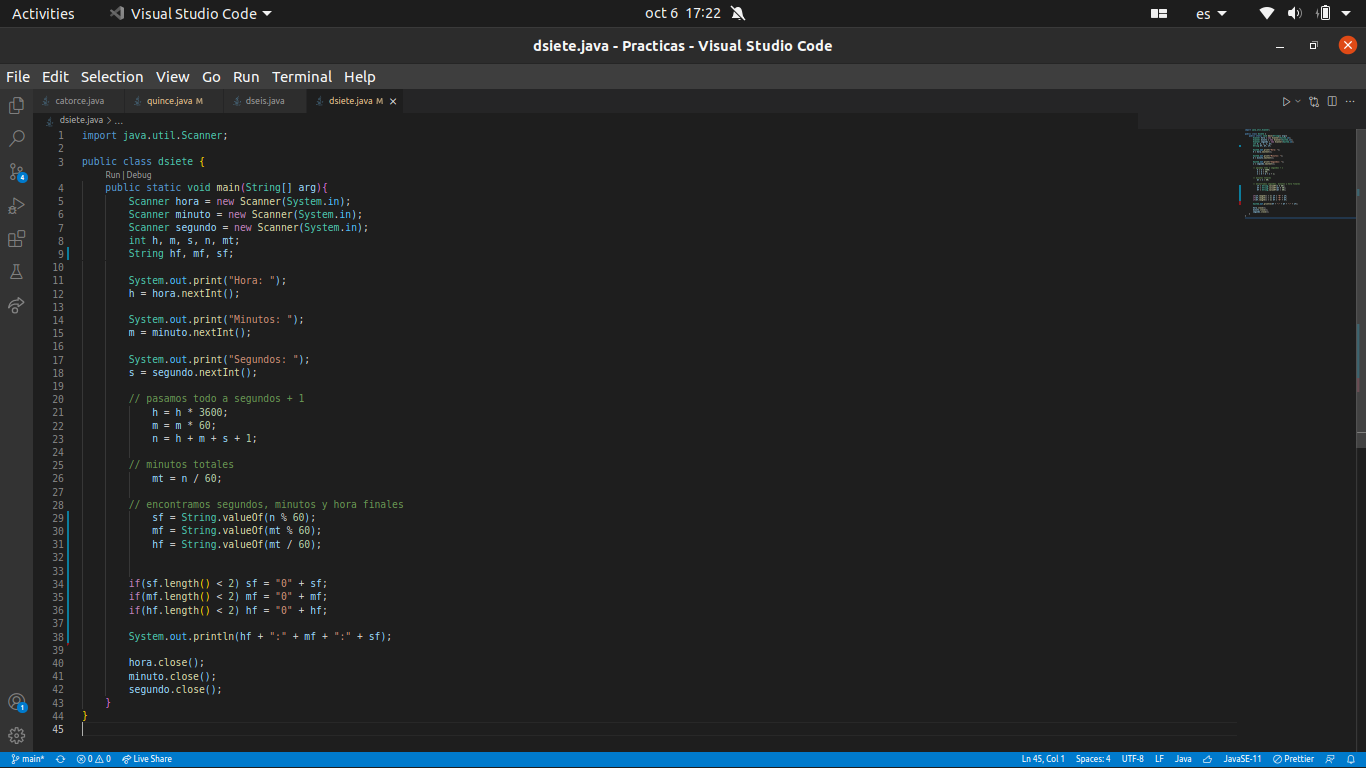 Activities Visual Studio Code oct 6 17:22 es
dsiete.java - Practicas - Visual Studio Code
File Edit Selection View Go Run Terminal Help
catorce.java quince.java M dseis.java dsiete.java M
dsiete.java > ...
1 import java.util.Scanner;
2
3 public class dsiete {
Run | Debug
4 public static void main(String[] arg){
5 Scanner hora = new Scanner(System.in);
6 Scanner minuto = new Scanner(System.in);
7 Scanner segundo = new Scanner(System.in);
8 int h, m, s, n, mt;
9 String hf, mf, sf;
10
11 System.out.print("Hora: ");
12 h = hora.nextInt();
13
14 System.out.print("Minutos: ");
15 m = minuto.nextInt();
16
17 System.out.print("Segundos: ");
18 s = segundo.nextInt();
19
20 // pasamos todo a segundos + 1
21 h = h * 3600;
22 m = m * 60;
23 n = h + m + s + 1;
24
25 // minutos totales
26 mt = n / 60;
27
28 // encontramos segundos, minutos y hora finales
29 sf = String.valueOf(n % 60);
30 mf = String.valueOf(mt % 60);
31 hf = String.valueOf(mt / 60);
32
33
34 if(sf.length() < 2) sf = "0" + sf;
35 if(mf.length() < 2) mf = "0" + mf;
36 if(hf.length() < 2) hf = "0" + hf;
37
38 System.out.println(hf + ":" + mf + ":" + sf);
39
40 hora.close();
41 minuto.close();
42 segundo.close();
43 }
44 }
45
4
1
main* 0 0 Live Share Ln 45, Col 1 Spaces: 4 UTF-8 LF Java JavaSE-11 Prettier